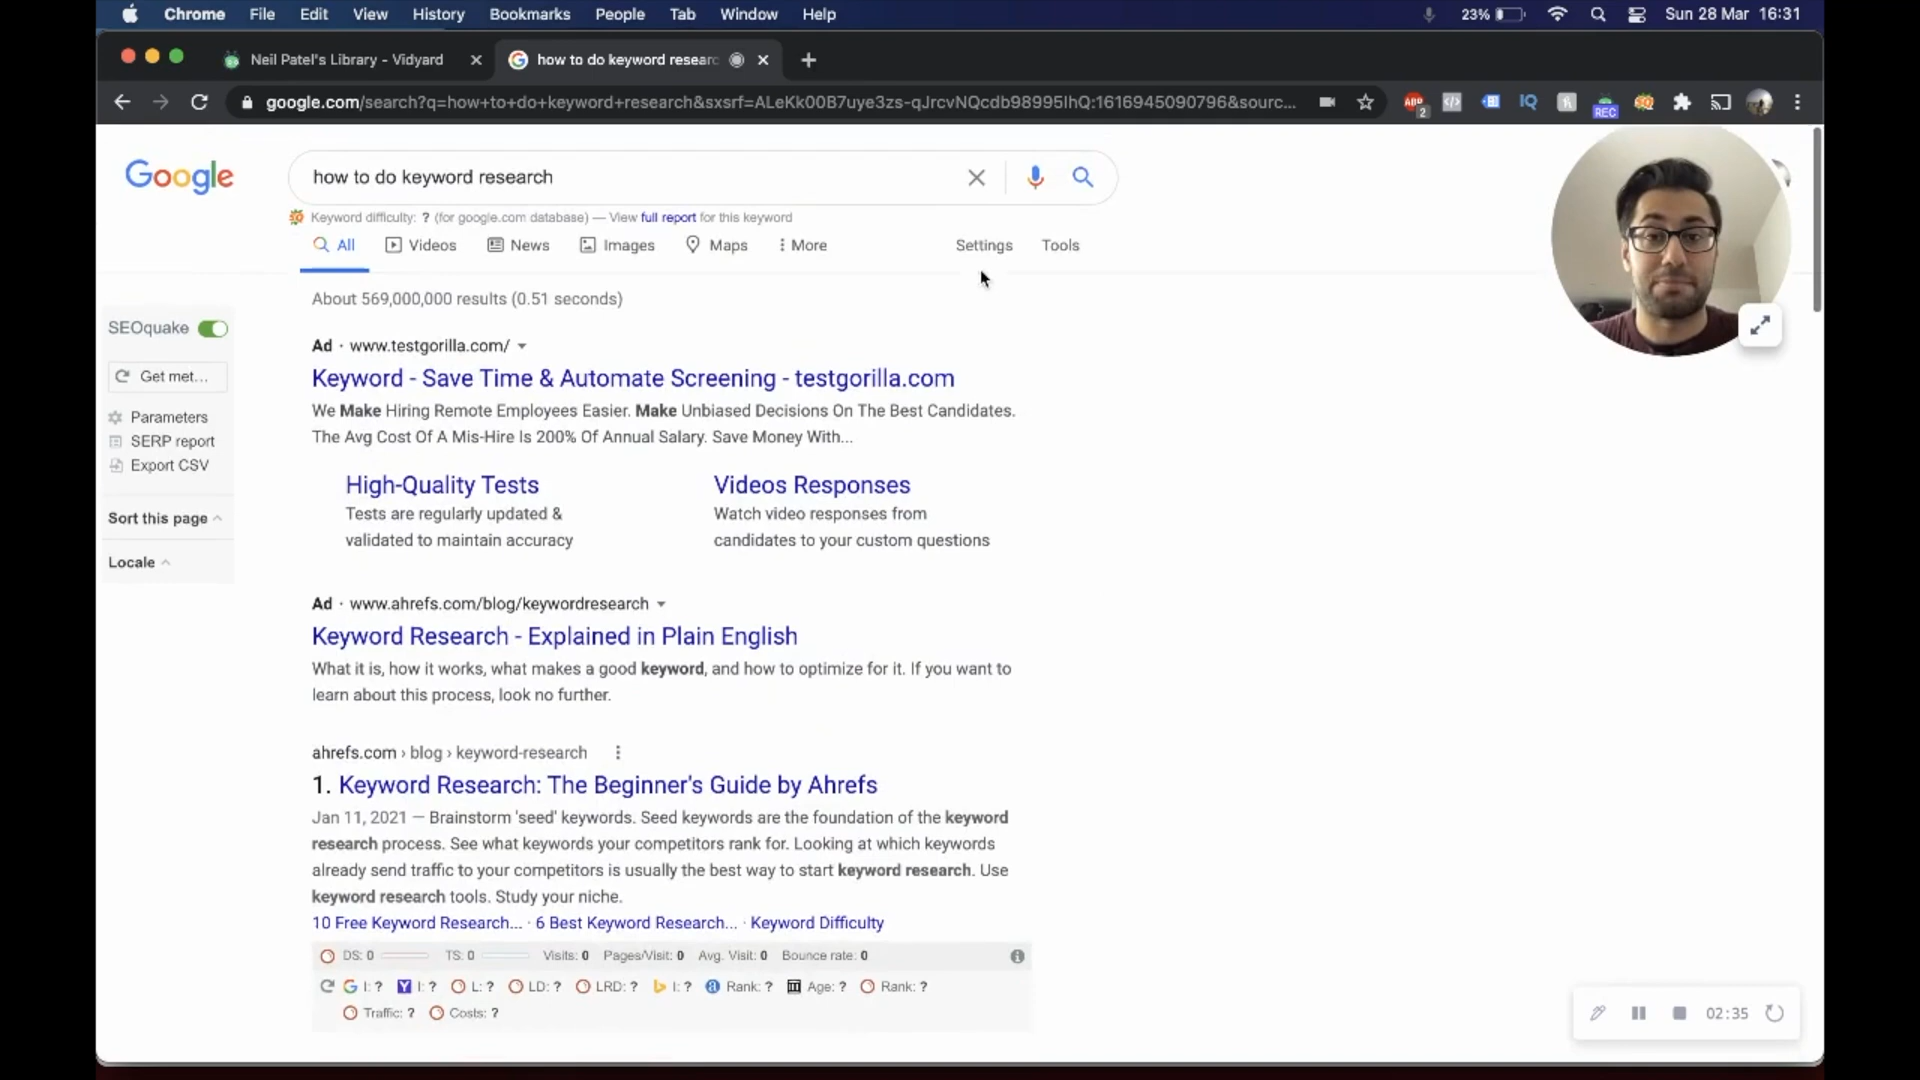 Chrome File Edit View History Bookmarks People Tab Window Help 23% Sun 28 Mar 16:31
Neil Patel's Library - Vidyard how to do keyword researc
google.com/search?q=how+to+do+keyword+research&sxsrf=ALeKk00B7uye3zs-qJrcvNQcdb98995IhQ:1616945090796&sourc... ABP 2 IQ REC
Google how to do keyword research
Keyword difficulty: ? (for google.com database) — View full report for this keyword
All Videos News Images Maps More Settings Tools
About 569,000,000 results (0.51 seconds)
SEOquake
Get met...
Parameters
SERP report
Export CSV
Sort this page
Locale
Ad · www.testgorilla.com/
Keyword - Save Time & Automate Screening - testgorilla.com
We Make Hiring Remote Employees Easier. Make Unbiased Decisions On The Best Candidates.
The Avg Cost Of A Mis-Hire Is 200% Of Annual Salary. Save Money With...
High-Quality Tests
Tests are regularly updated &
validated to maintain accuracy
Videos Responses
Watch video responses from
candidates to your custom questions
Ad · www.ahrefs.com/blog/keywordresearch
Keyword Research - Explained in Plain English
What it is, how it works, what makes a good keyword, and how to optimize for it. If you want to
learn about this process, look no further.
ahrefs.com › blog › keyword-research
1. Keyword Research: The Beginner's Guide by Ahrefs
Jan 11, 2021 — Brainstorm 'seed' keywords. Seed keywords are the foundation of the keyword
research process. See what keywords your competitors rank for. Looking at which keywords
already send traffic to your competitors is usually the best way to start keyword research. Use
keyword research tools. Study your niche.
10 Free Keyword Research... · 6 Best Keyword Research... · Keyword Difficulty
DS: 0 TS: 0 Visits: 0 Pages/Visit: 0 Avg. Visit: 0 Bounce rate: 0
I: ? I: ? L: ? LD: ? LRD: ? I: ? Rank: ? Age: ? Rank: ?
Traffic: ? Costs: ?
02:35